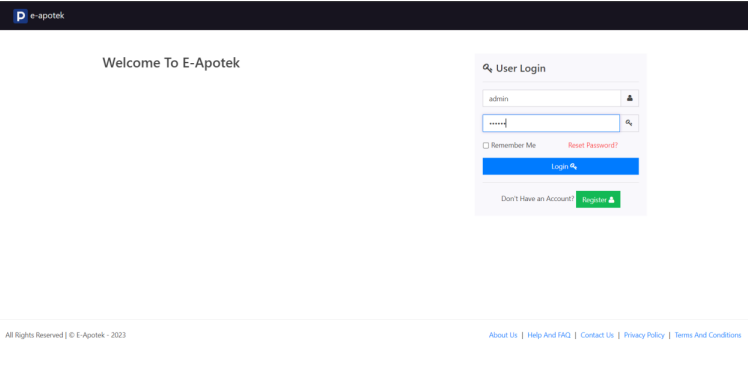 e-apotek
Welcome To E-Apotek
User Login
admin
••••••
Remember Me
Reset Password?
Login
Don't Have an Account? Register
All Rights Reserved | © E-Apotek - 2023
About Us | Help And FAQ | Contact Us | Privacy Policy | Terms And Conditions